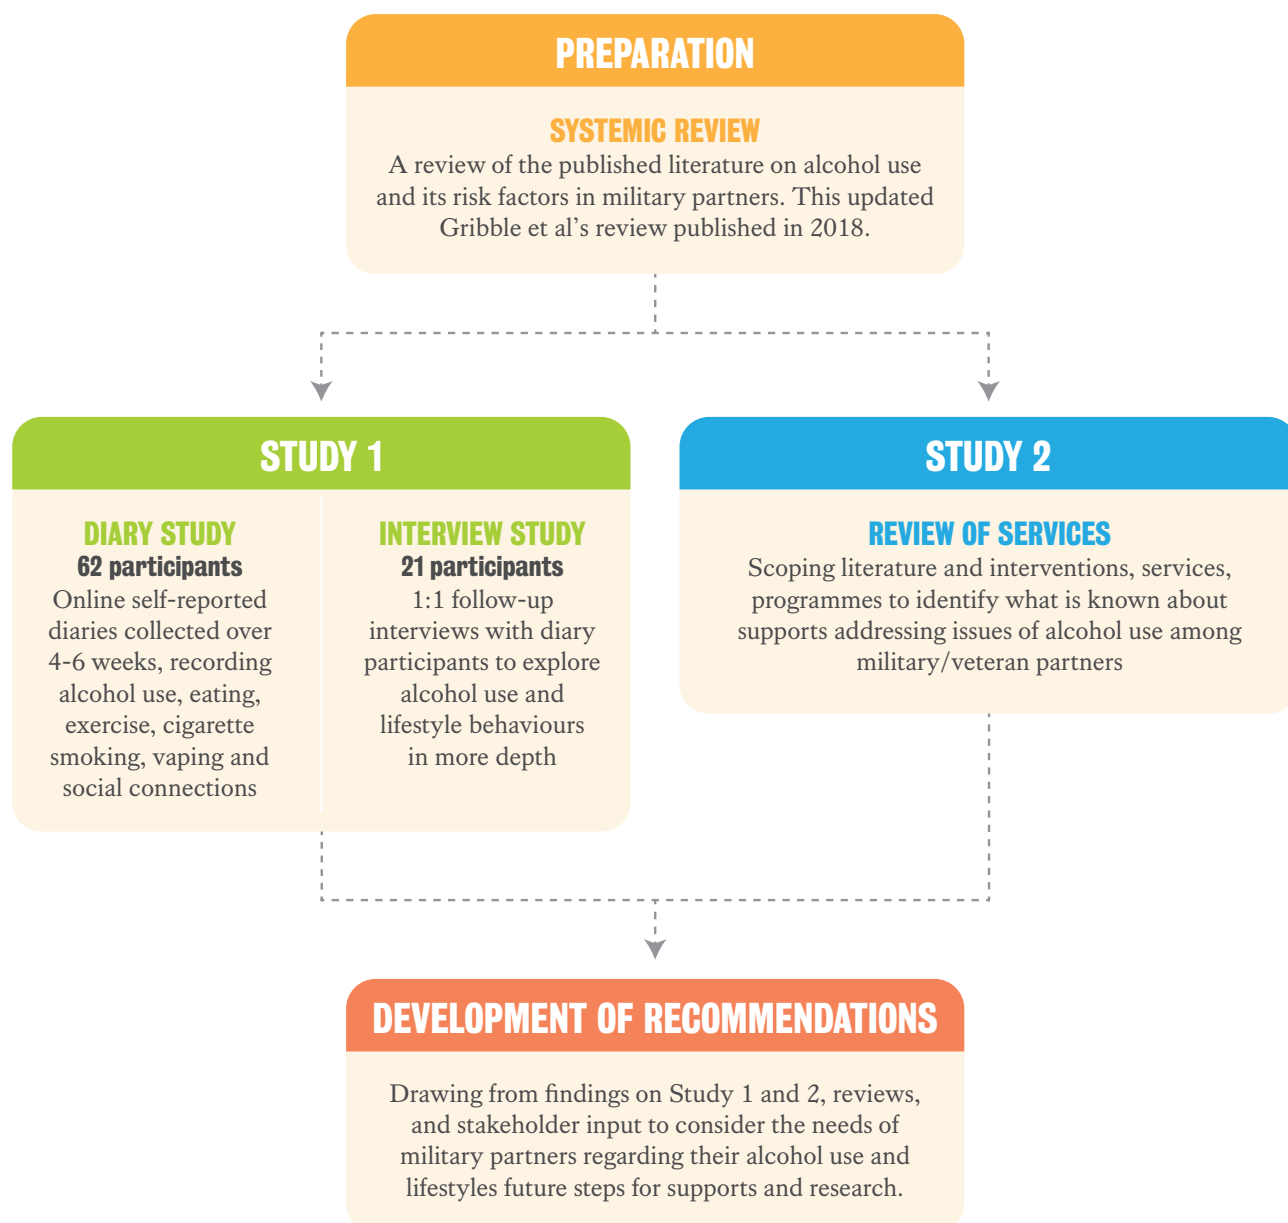 PREPARATION
SYSTEMIC REVIEW
A review of the published literature on alcohol use
and its risk factors in military partners. This updated
Gribble et al's review published in 2018.
STUDY 1
DIARY STUDY
62 participants
Online self-reported
diaries collected over
4-6 weeks, recording
alcohol use, eating,
exercise, cigarette
smoking, vaping and
social connections
INTERVIEW STUDY
21 participants
1:1 follow-up
interviews with diary
participants to explore
alcohol use and
lifestyle behaviours
in more depth
STUDY 2
REVIEW OF SERVICES
Scoping literature and interventions, services,
programmes to identify what is known about
supports addressing issues of alcohol use among
military/veteran partners
DEVELOPMENT OF RECOMMENDATIONS
Drawing from findings on Study 1 and 2, reviews,
and stakeholder input to consider the needs of
military partners regarding their alcohol use and
lifestyles future steps for supports and research.